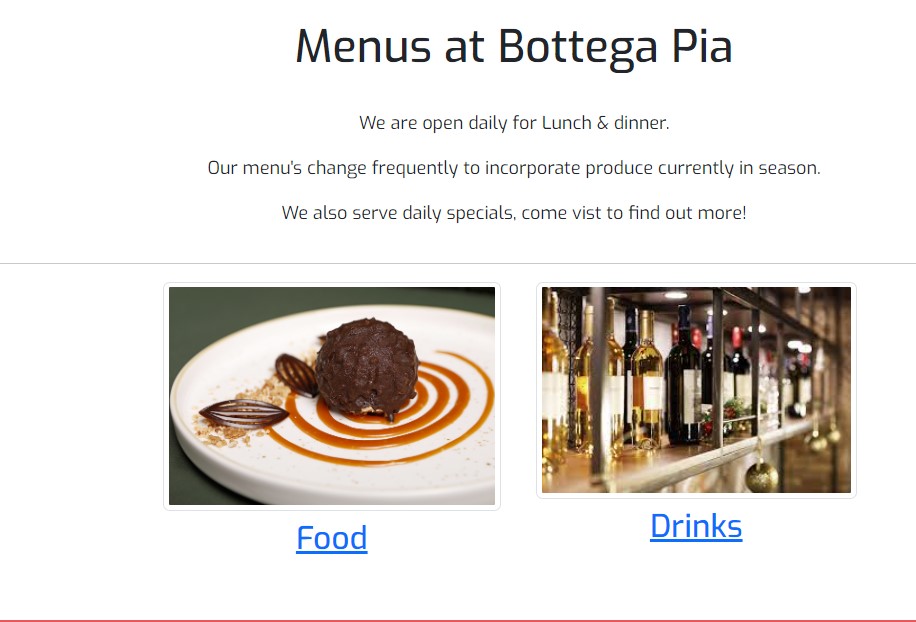 Menus at Bottega Pia
We are open daily for Lunch & dinner.
Our menu's change frequently to incorporate produce currently in season.
We also serve daily specials, come vist to find out more!
Food
Drinks